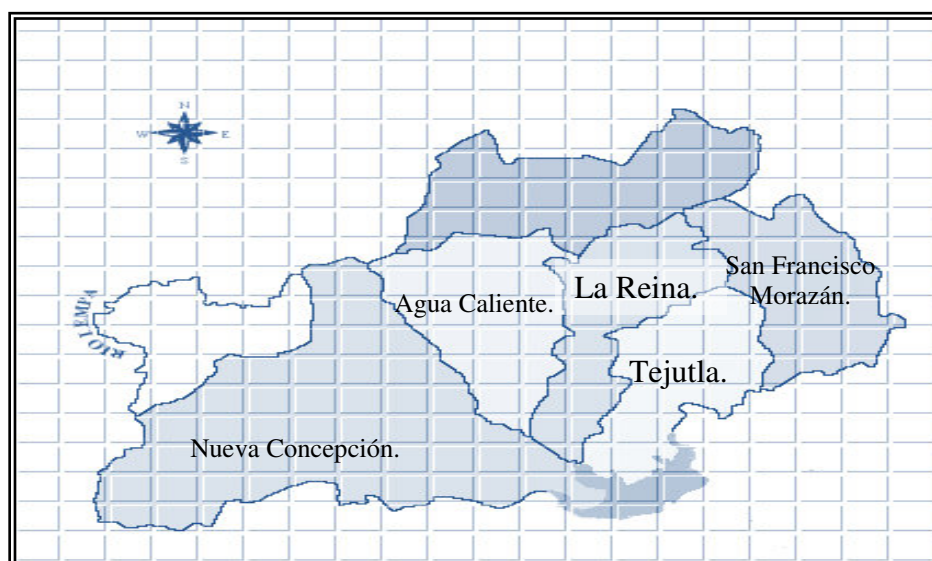 N
W E
S
San Francisco
Morazán.
La Reina.
Agua Caliente.
RIO LEMPA
Tejutla.
Nueva Concepción.